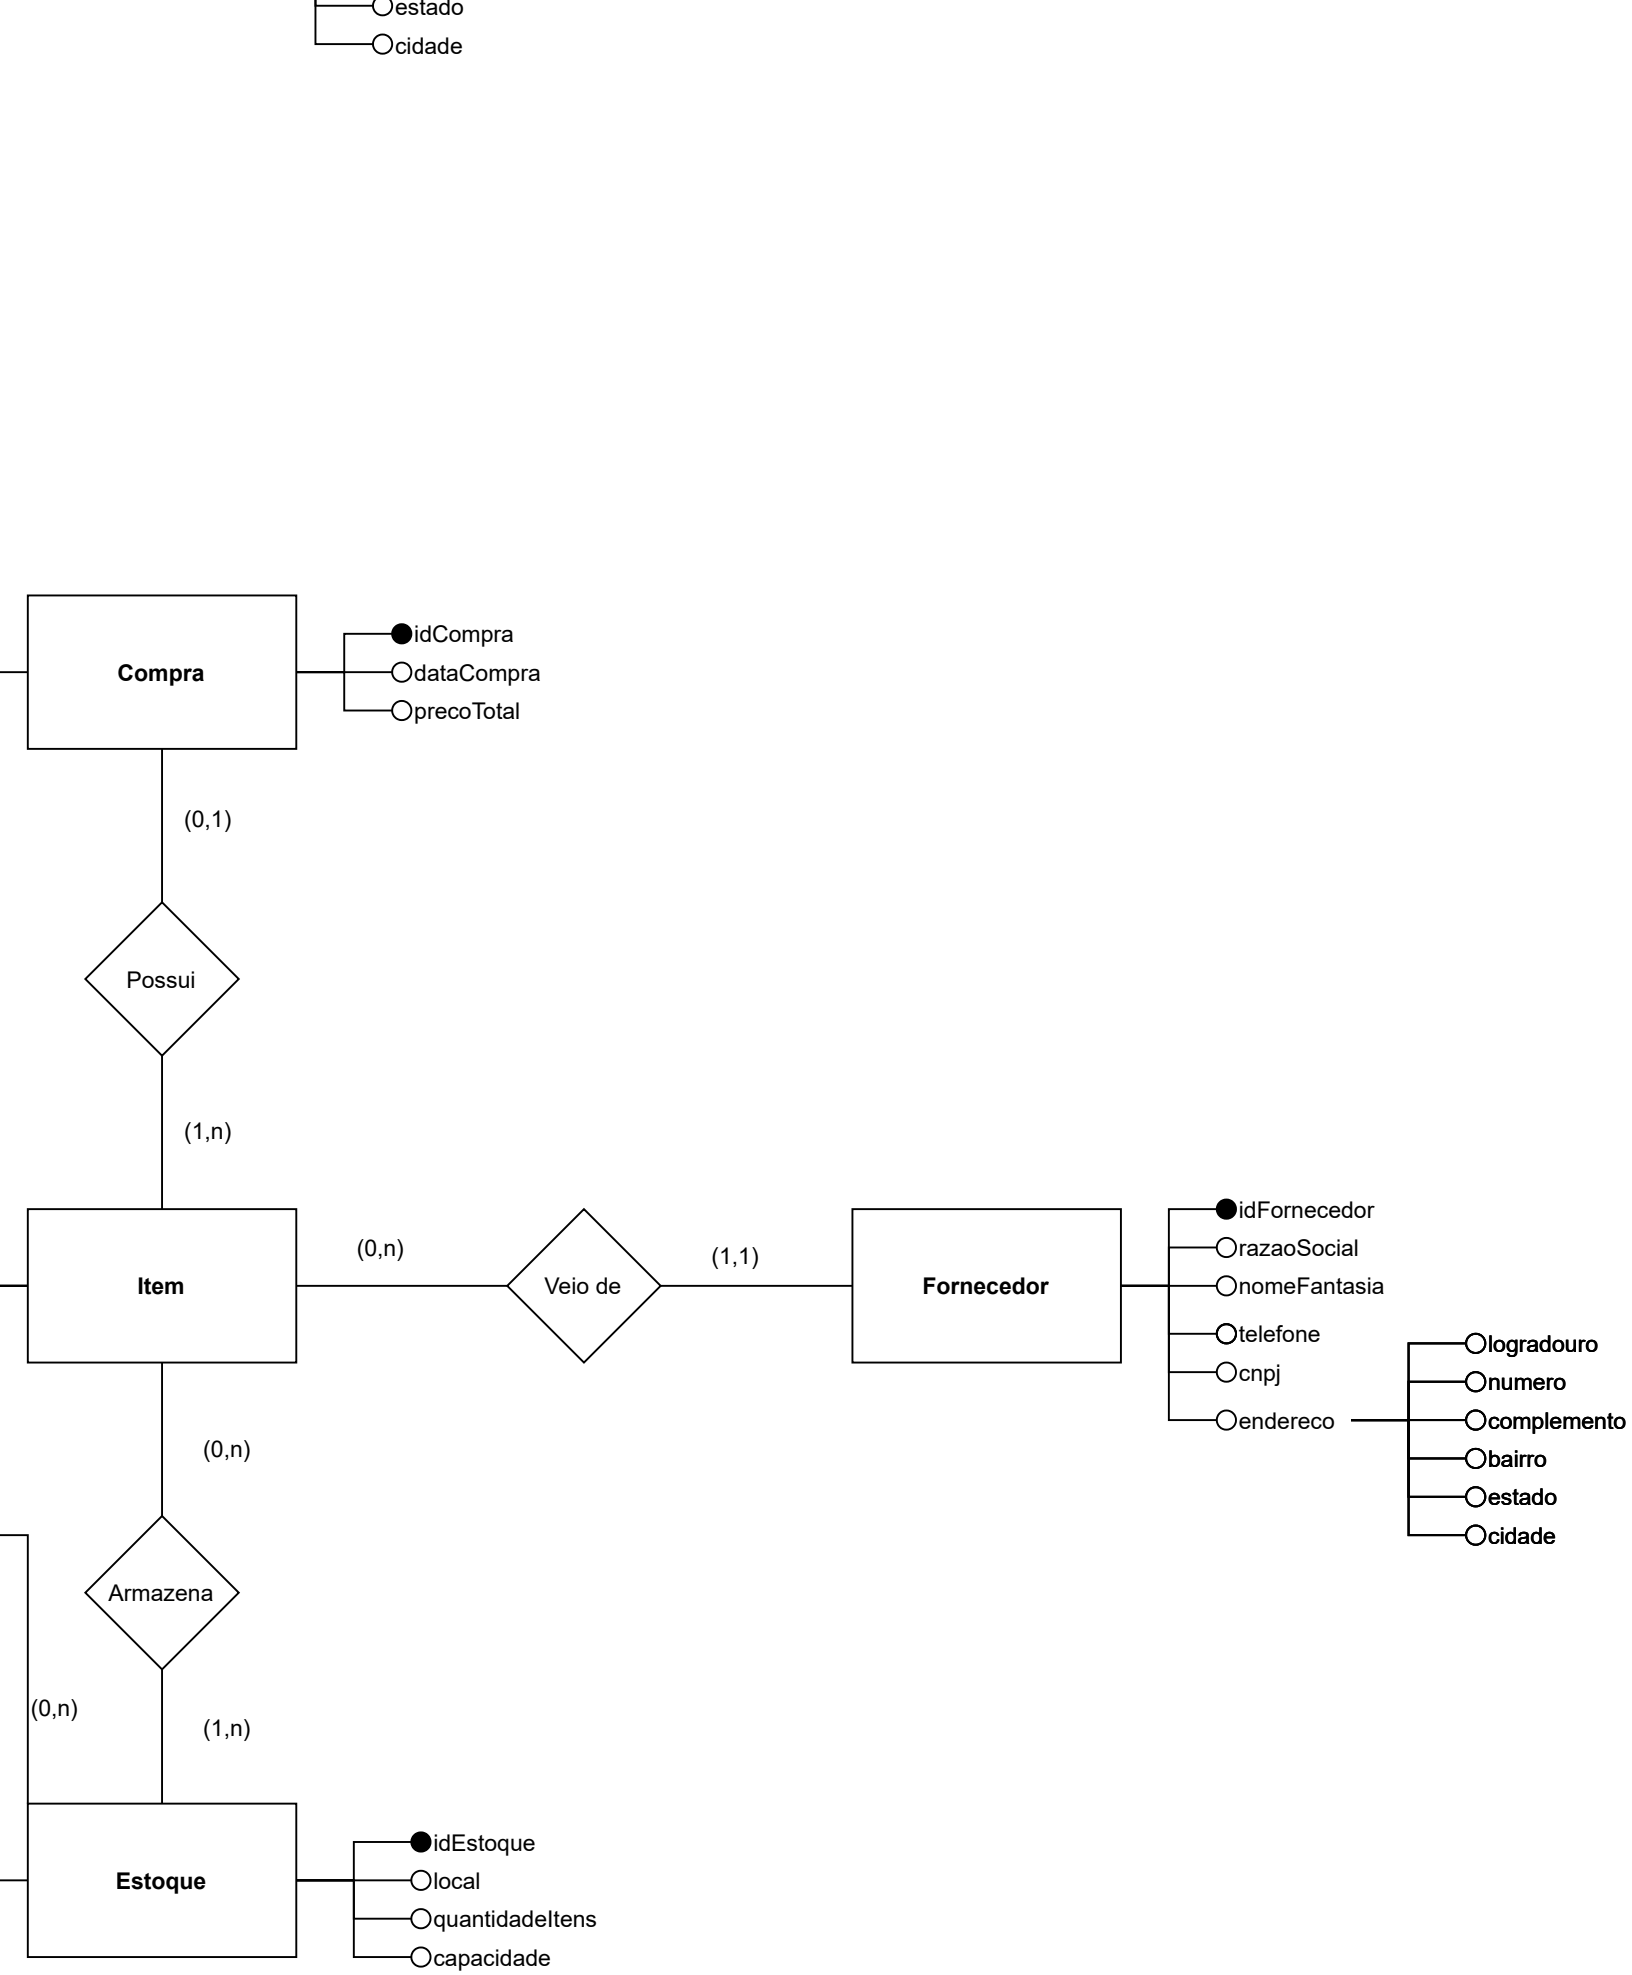 estado
cidade
Compra
idCompra
dataCompra
precoTotal
(0,1)
Possui
(1,n)
Item
(0,n)
Veio de
(1,1)
Fornecedor
idFornecedor
razaoSocial
nomeFantasia
telefone
cnpj
endereco
logradouro
numero
complemento
bairro
estado
cidade
(0,n)
Armazena
(0,n)
(1,n)
Estoque
idEstoque
local
quantidadeItens
capacidade